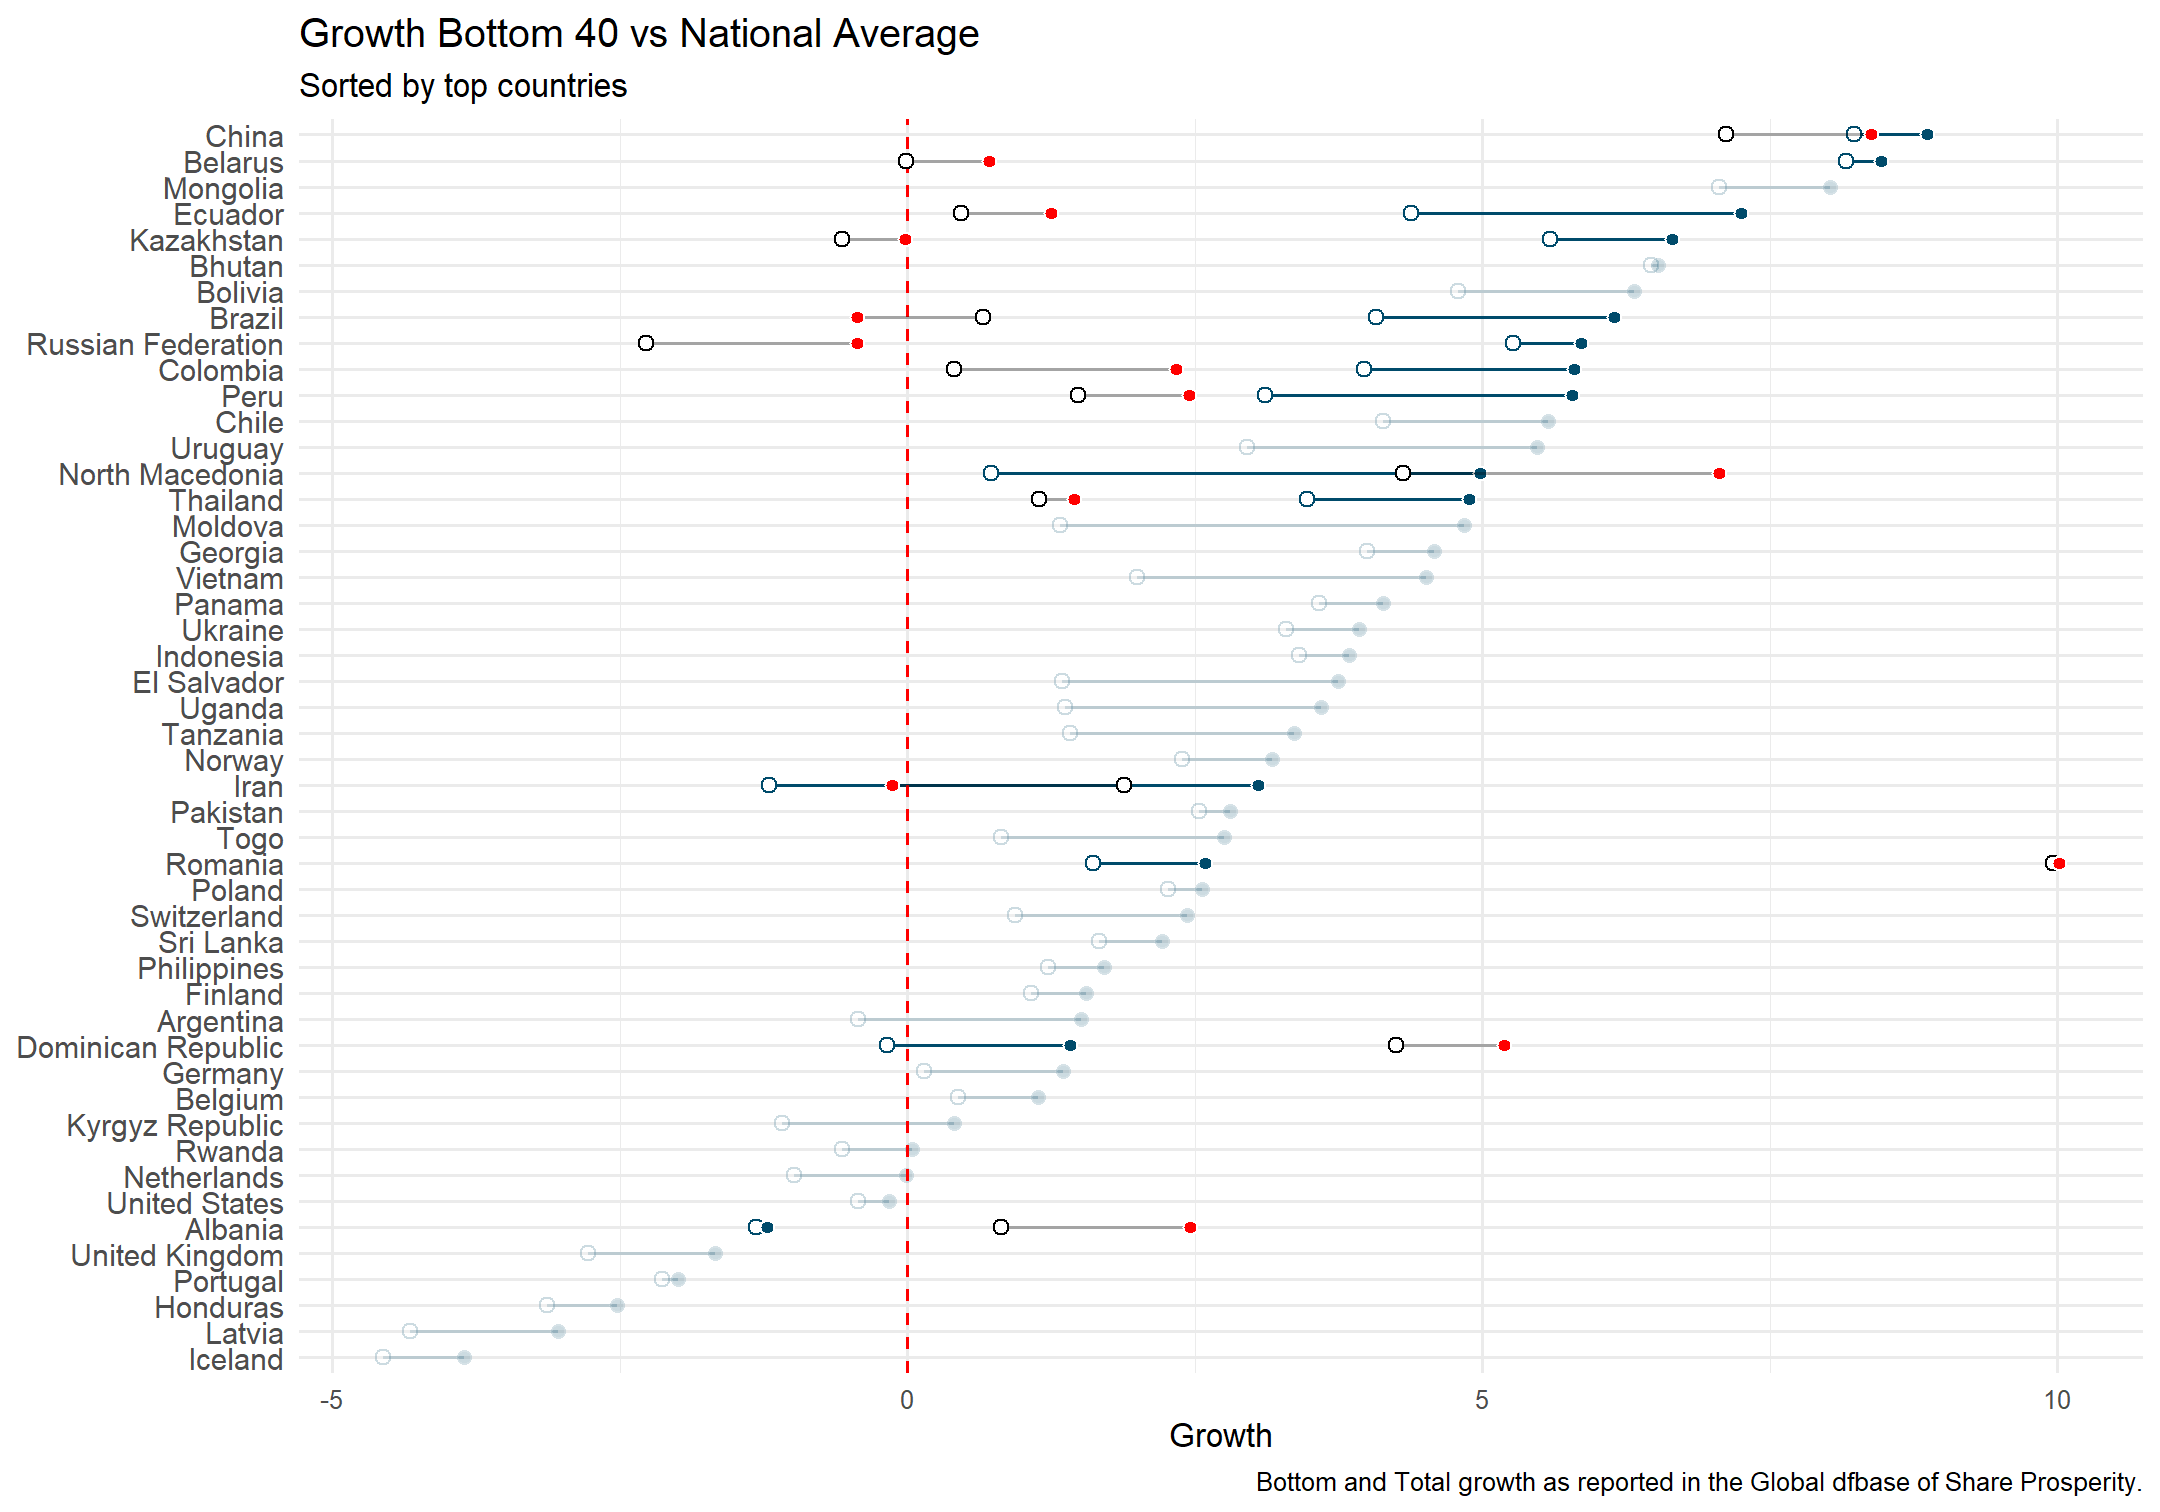 Growth Bottom 40 vs National Average
Sorted by top countries
China
Belarus
Mongolia
Ecuador
Kazakhstan
Bhutan
Bolivia
Brazil
Russian Federation
Colombia
Peru
Chile
Uruguay
North Macedonia
Thailand
Moldova
Georgia
Vietnam
Panama
Ukraine
Indonesia
El Salvador
Uganda
Tanzania
Norway
Iran
Pakistan
Togo
Romania
Poland
Switzerland
Sri Lanka
Philippines
Finland
Argentina
Dominican Republic
Germany
Belgium
Kyrgyz Republic
Rwanda
Netherlands
United States
Albania
United Kingdom
Portugal
Honduras
Latvia
Iceland
-5 0 5 10
Growth
Bottom and Total growth as reported in the Global dfbase of Share Prosperity.